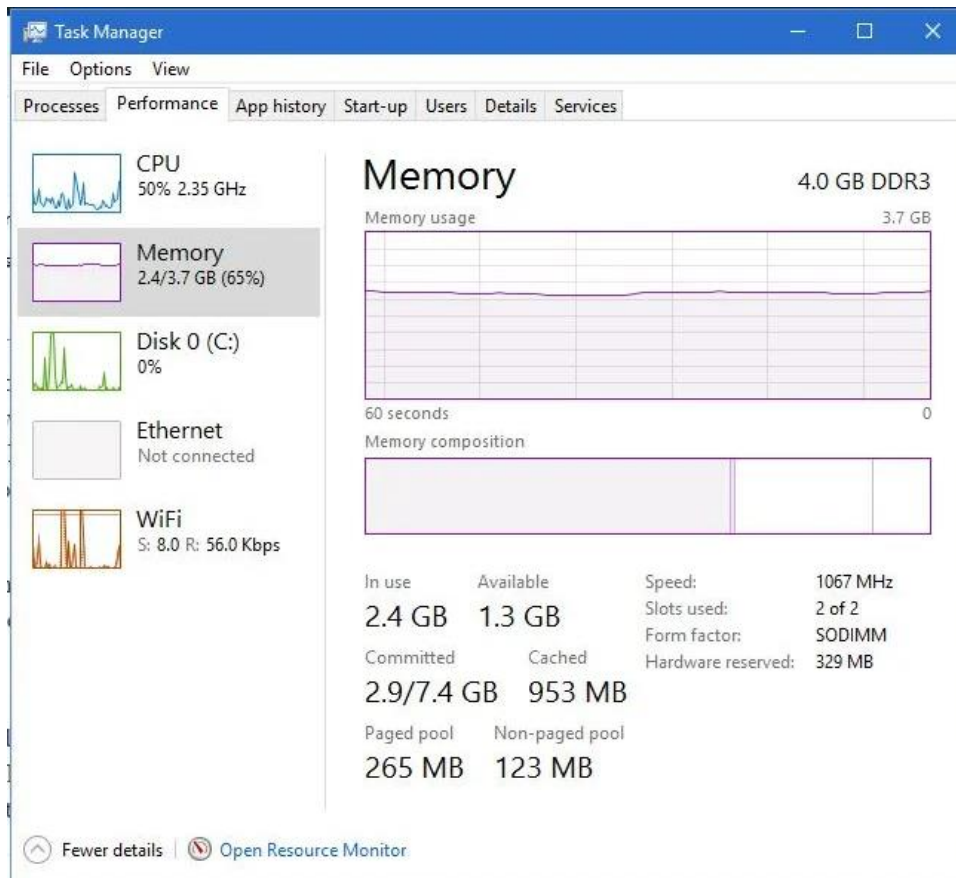 Task Manager
File Options View
Processes Performance App history Start-up Users Details Services
CPU
50% 2.35 GHz
Memory
2.4/3.7 GB (65%)
Disk 0 (C:)
0%
Ethernet
Not connected
WiFi
S: 8.0 R: 56.0 Kbps
Memory 4.0 GB DDR3
Memory usage 3.7 GB
60 seconds 0
Memory composition
In use Available
2.4 GB 1.3 GB
Committed Cached
2.9/7.4 GB 953 MB
Paged pool Non-paged pool
265 MB 123 MB
Speed: 1067 MHz
Slots used: 2 of 2
Form factor: SODIMM
Hardware reserved: 329 MB
Fewer details Open Resource Monitor